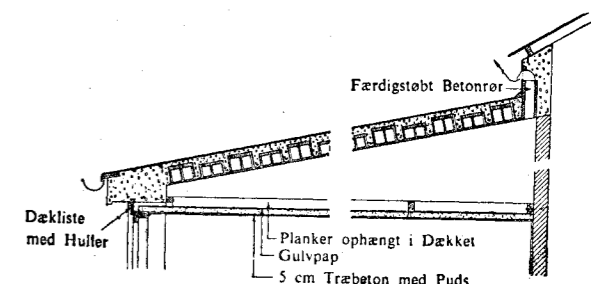 Færdigstøbt Betonrør
Dækliste
med Huller
Planker ophængt i Dækket
Gulvpap
5 cm Træbeton med Puds